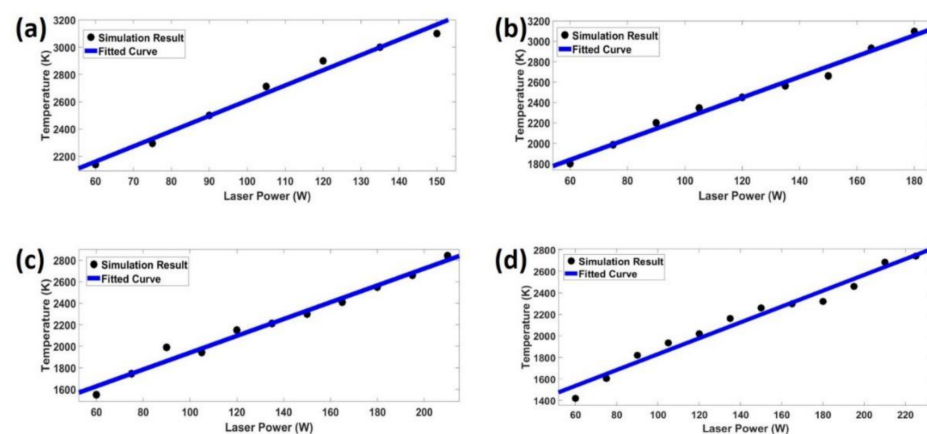 (a)
Simulation Result
Fitted Curve
Temperature (K)
3200
3000
2800
2600
2400
2200
60 70 80 90 100 110 120 130 140 150
Laser Power (W)
(b)
Simulation Result
Fitted Curve
Temperature (K)
3200
3000
2800
2600
2400
2200
2000
1800
60 80 100 120 140 160 180
Laser Power (W)
(c)
Simulation Result
Fitted Curve
Temperature (K)
2800
2600
2400
2200
2000
1800
1600
60 80 100 120 140 160 180 200
Laser Power (W)
(d)
Simulation Result
Fitted Curve
Temperature (K)
2800
2600
2400
2200
2000
1800
1600
1400
60 80 100 120 140 160 180 200 220
Laser Power (W)